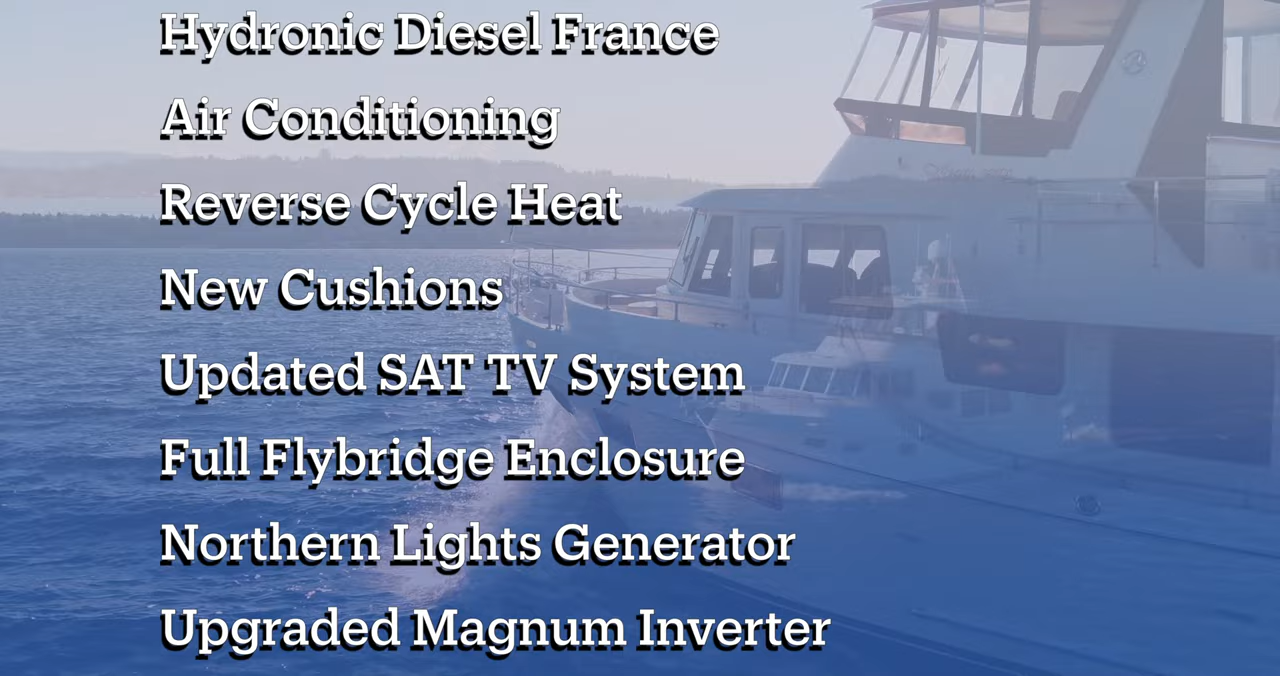 Hydronic Diesel France
Air Conditioning
Reverse Cycle Heat
New Cushions
Updated SAT TV System
Full Flybridge Enclosure
Northern Lights Generator
Upgraded Magnum Inverter